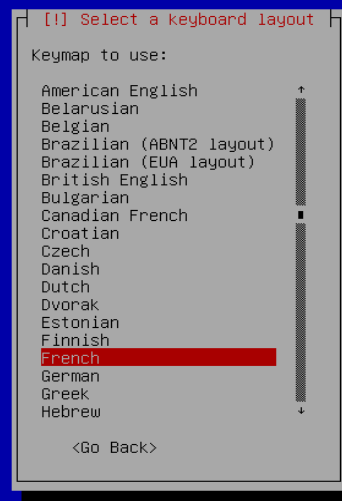 [!] Select a keyboard layout
Keymap to use:
American English
Belarusian
Belgian
Brazilian (ABNT2 layout)
Brazilian (EUA layout)
British English
Bulgarian
Canadian French
Croatian
Czech
Danish
Dutch
Dvorak
Estonian
Finnish
French
German
Greek
Hebrew
<Go Back>